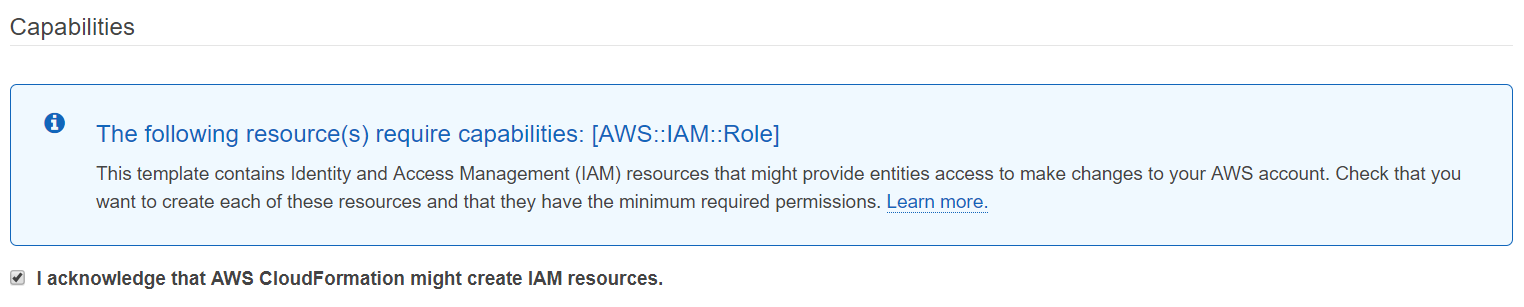 Capabilities
The following resource(s) require capabilities: [AWS::IAM::Role]
This template contains Identity and Access Management (IAM) resources that might provide entities access to make changes to your AWS account. Check that you
want to create each of these resources and that they have the minimum required permissions. Learn more.
I acknowledge that AWS CloudFormation might create IAM resources.